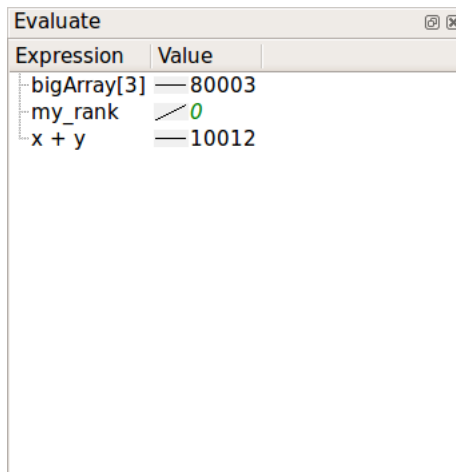 Evaluate
Expression Value
bigArray[3] 80003
my_rank 0
x + y 10012